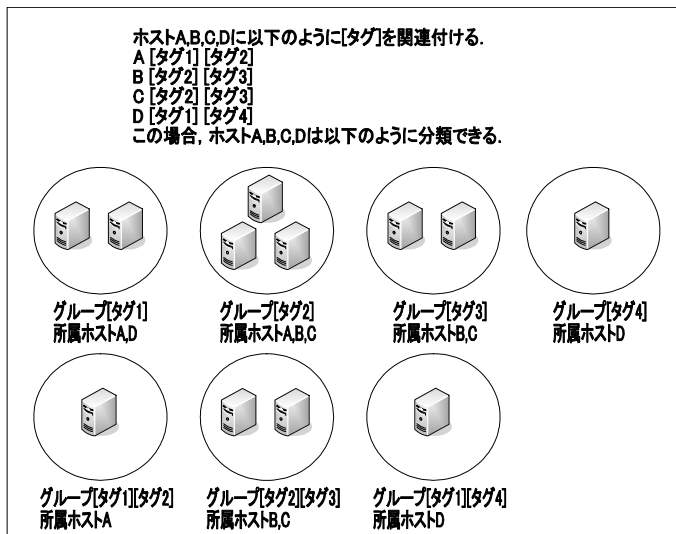 ホストA,B,C,Dに以下のように[タグ]を関連付ける.
A [タグ1] [タグ2]
B [タグ2] [タグ3]
C [タグ2] [タグ3]
D [タグ1] [タグ4]
この場合, ホストA,B,C,Dは以下のように分類できる.
グループ[タグ1]
所属ホストA,D
グループ[タグ2]
所属ホストA,B,C
グループ[タグ3]
所属ホストB,C
グループ[タグ4]
所属ホストD
グループ[タグ1][タグ2]
所属ホストA
グループ[タグ2][タグ3]
所属ホストB,C
グループ[タグ1][タグ4]
所属ホストD